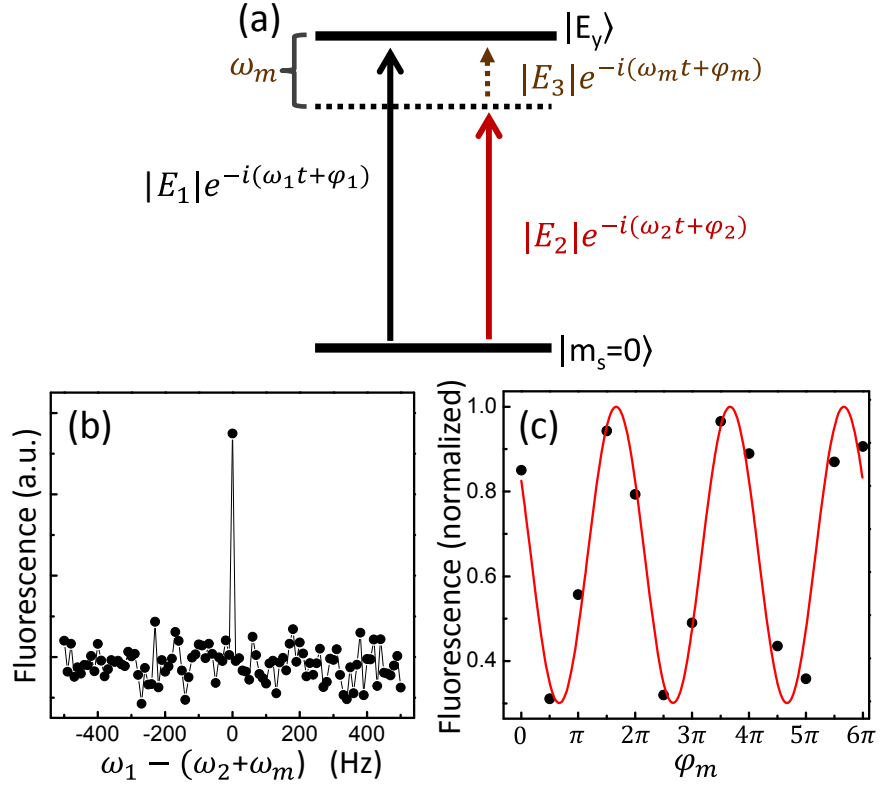 (a)
|E_y⟩
ω_m
|E_3|e^{-i(ω_m t+φ_m)}
|E_1|e^{-i(ω_1 t+φ_1)}
|E_2|e^{-i(ω_2 t+φ_2)}
|m_s=0⟩
(b)
Fluorescence (a.u.)
-400 -200 0 200 400
ω_1 − (ω_2+ω_m) (Hz)
(c)
Fluorescence (normalized)
1.0
0.8
0.6
0.4
0 π 2π 3π 4π 5π 6π
φ_m